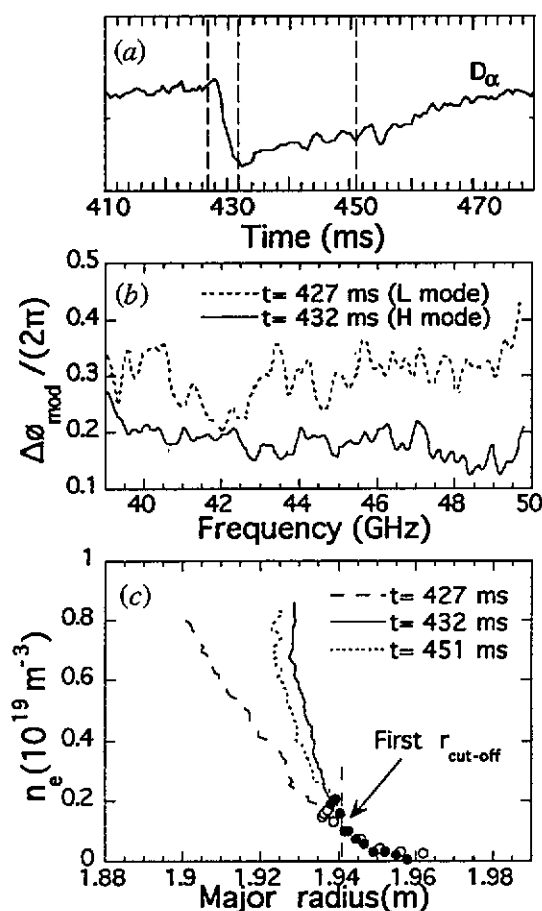 (a)
Dα
410 430 450 470
Time (ms)
0.5
(b)
t= 427 ms (L mode)
0.4
t= 432 ms (H mode)
0.3
0.2
0.1
Δø_mod /(2π)
40 42 44 46 48 50
Frequency (GHz)
1
(c)
t= 427 ms
0.8
t= 432 ms
t= 451 ms
0.6
0.4
First r_cut-off
0.2
0
n_e (10^19 m^-3)
1.88 1.9 1.92 1.94 1.96 1.98
Major radius(m)